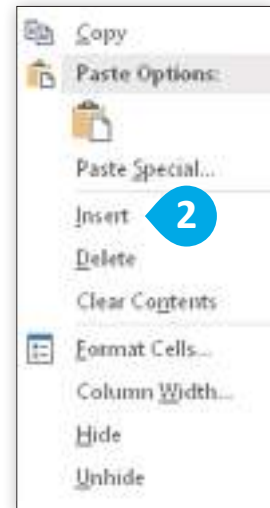 Copy
Paste Options:
Paste Special...
Insert 2
Delete
Clear Contents
Format Cells...
Column Width...
Hide
Unhide